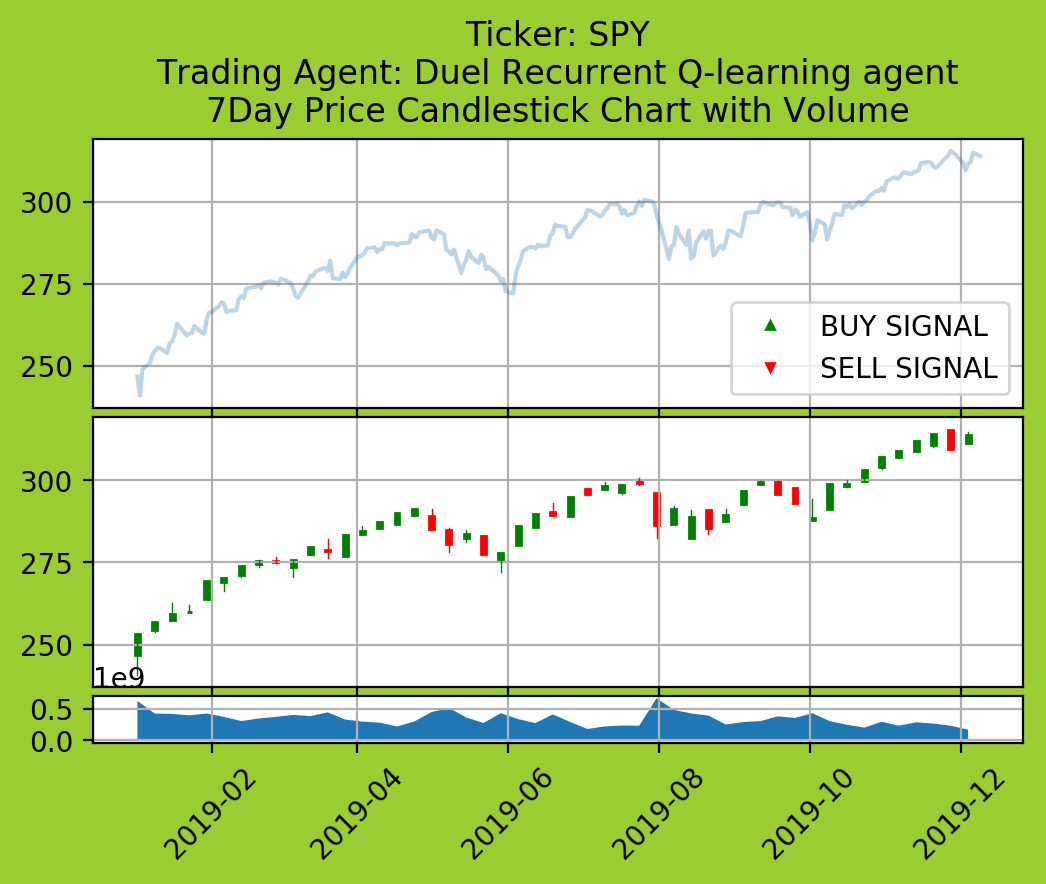 Ticker: SPY
Trading Agent: Duel Recurrent Q-learning agent
7Day Price Candlestick Chart with Volume
300
275
250
BUY SIGNAL
SELL SIGNAL
300
275
250
1e9
0.5
0.0
2019-02
2019-04
2019-06
2019-08
2019-10
2019-12